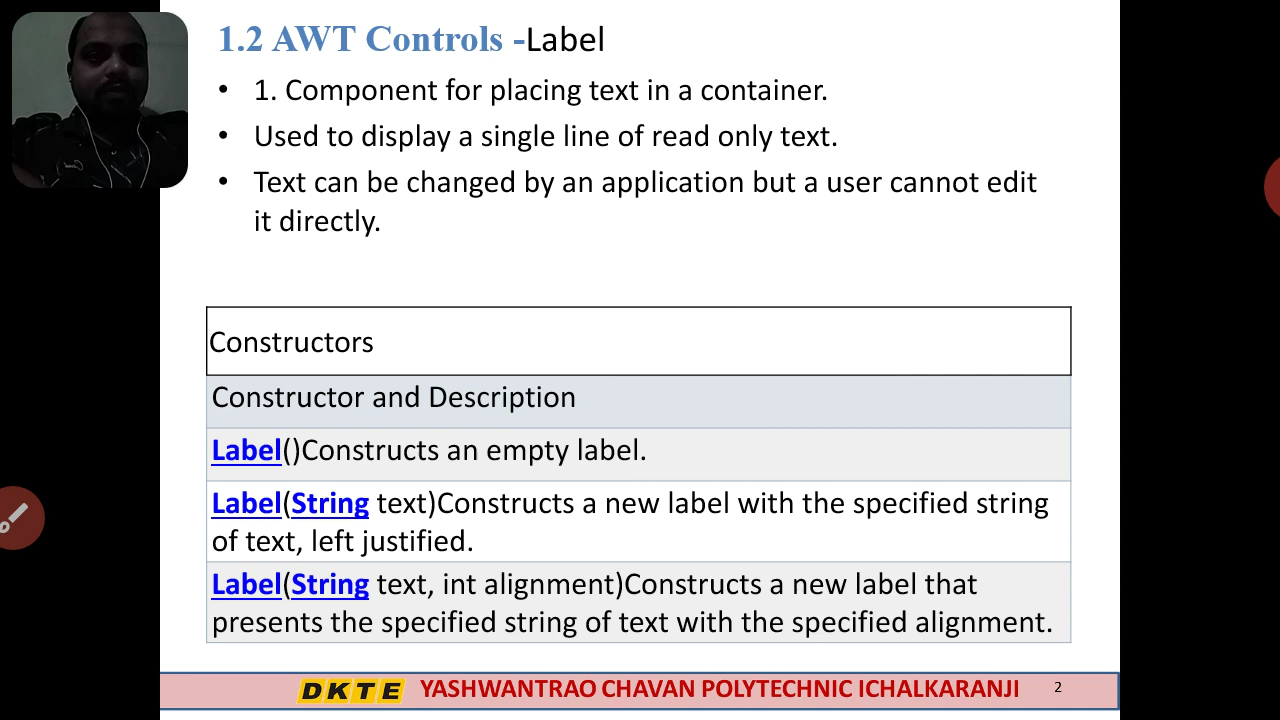 1.2 AWT Controls -Label
• 1. Component for placing text in a container.
• Used to display a single line of read only text.
• Text can be changed by an application but a user cannot edit
it directly.
Constructors
Constructor and Description
Label()Constructs an empty label.
Label(String text)Constructs a new label with the specified string
of text, left justified.
Label(String text, int alignment)Constructs a new label that
presents the specified string of text with the specified alignment.
DKTE YASHWANTRAO CHAVAN POLYTECHNIC ICHALKARANJI 2